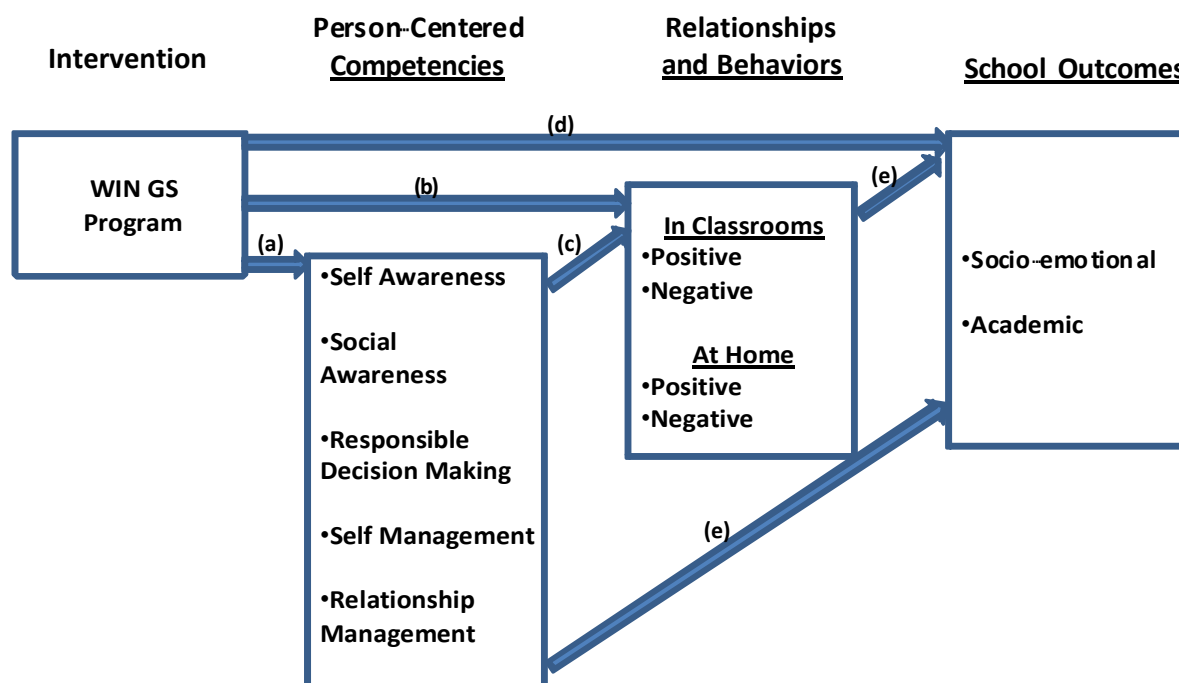 Intervention
Person-Centered
Competencies
Relationships
and Behaviors
School Outcomes
(d)
WIN GS
Program
(b)
(e)
(a)
(c)
In Classrooms
•Positive
•Negative
At Home
•Positive
•Negative
•Self Awareness
•Social
Awareness
•Responsible
Decision Making
•Self Management
•Relationship
Management
•Socio-emotional
•Academic
(e)